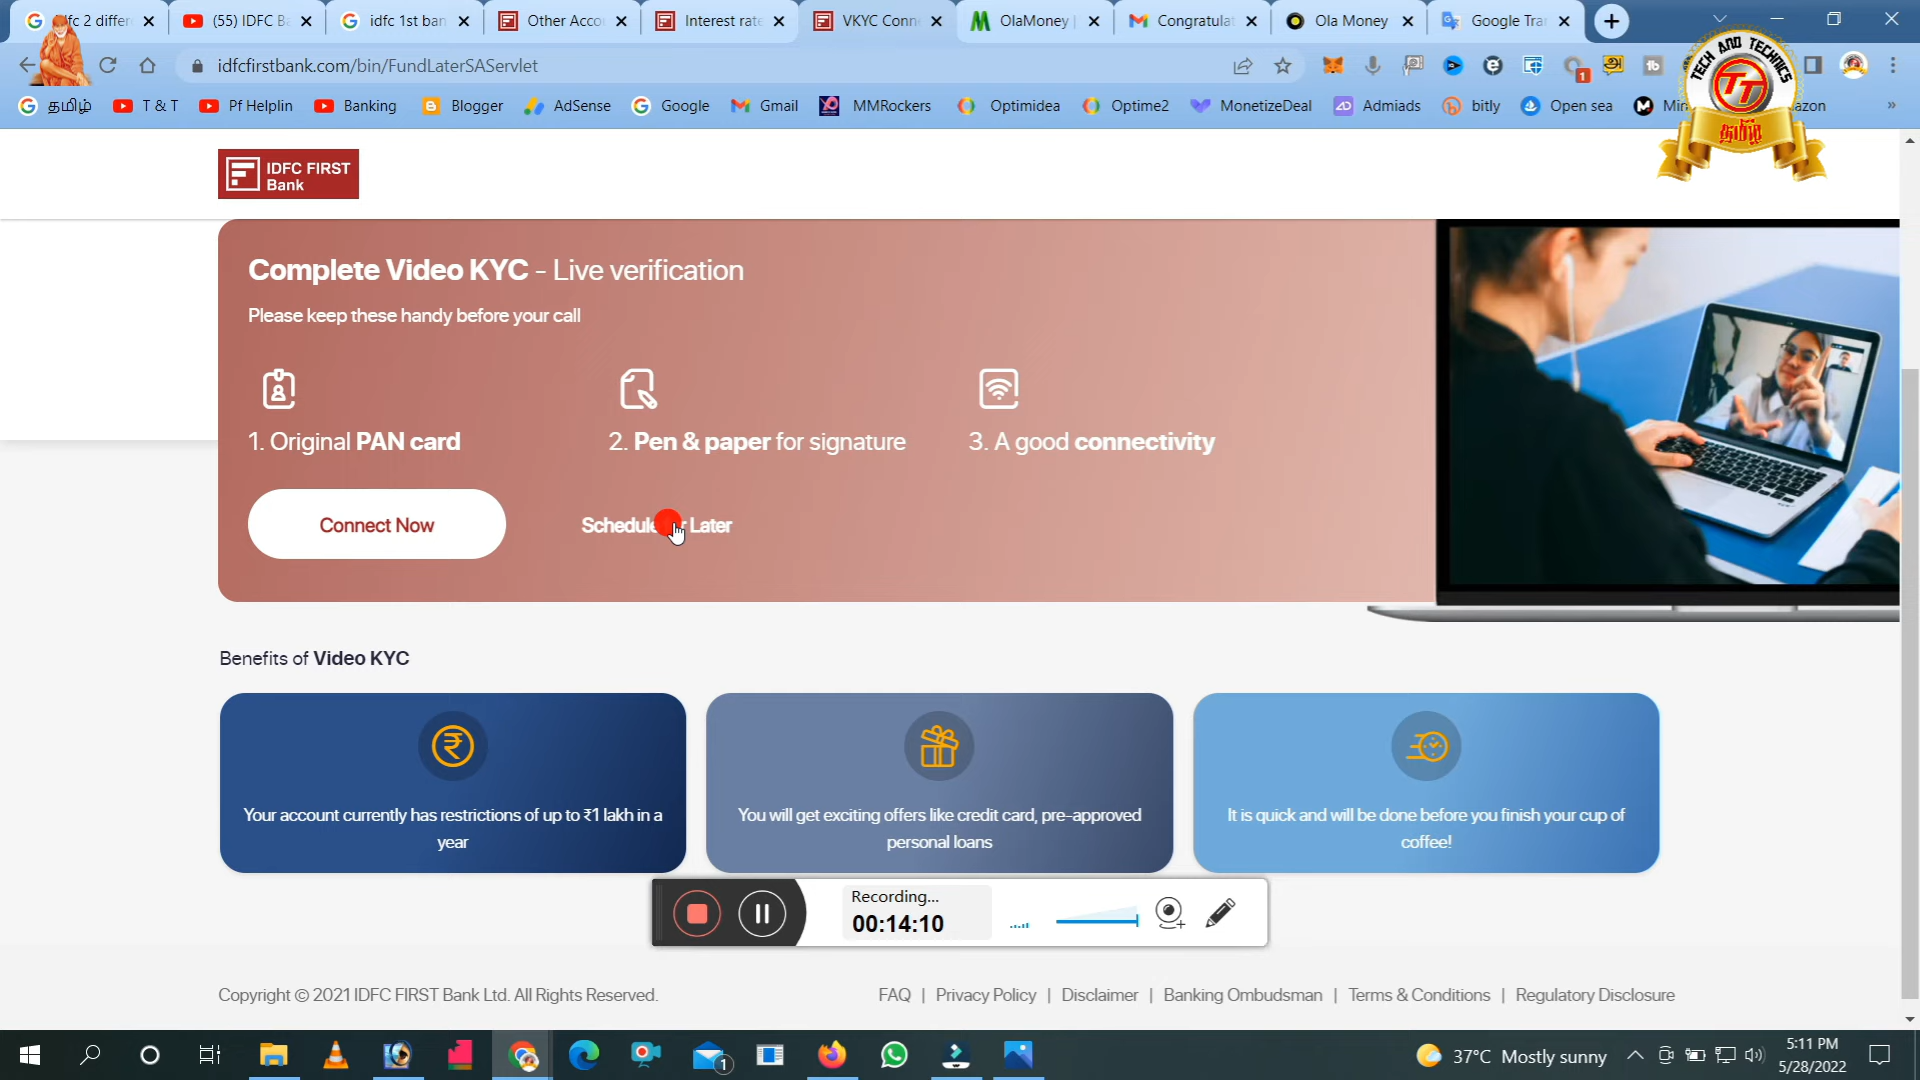 fc 2 differ
(55) IDFC B
idfc 1st ban
Other Acco
Interest rate
VKYC Conn
OlaMoney |
Congratulat
Ola Money
Google Tra
idfcfirstbank.com/bin/FundLaterSAServlet
1
அ
fb
தமிழ்
T & T
Pf Helplin
Banking
Blogger
AdSense
Google
Gmail
MMRockers
Optimidea
Optime2
MonetizeDeal
Admiads
bitly
Open sea
Min
azon
»
TECH AND TECHNICS
TT
தமிழ்
IDFC FIRST
Bank
Complete Video KYC - Live verification
Please keep these handy before your call
1. Original PAN card
2. Pen & paper for signature
3. A good connectivity
Connect Now
Schedule r Later
Benefits of Video KYC
Your account currently has restrictions of up to ₹1 lakh in a
year
You will get exciting offers like credit card, pre-approved
personal loans
It is quick and will be done before you finish your cup of
coffee!
Recording...
00:14:10
Copyright © 2021 IDFC FIRST Bank Ltd. All Rights Reserved.
FAQ | Privacy Policy | Disclaimer | Banking Ombudsman | Terms & Conditions | Regulatory Disclosure
1
37°C Mostly sunny
5:11 PM
5/28/2022